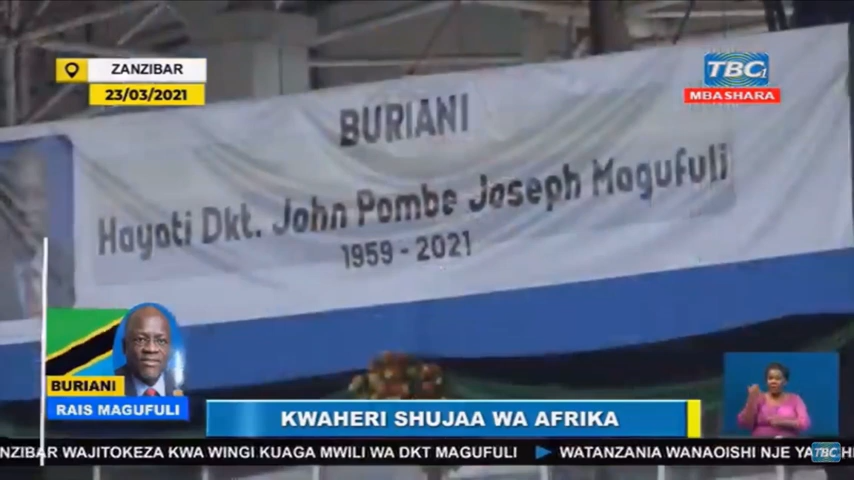 ZANZIBAR
23/03/2021
TBC1
MBASHARA
BURIANI
Hayati Dkt. John Pombe Joseph Magufuli
1959 - 2021
BURIANI
RAIS MAGUFULI
KWAHERI SHUJAA WA AFRIKA
NZIBAR WAJITOKEZA KWA WINGI KUAGA MWILI WA DKT MAGUFULI WATANZANIA WANAOISHI NJE
TBC